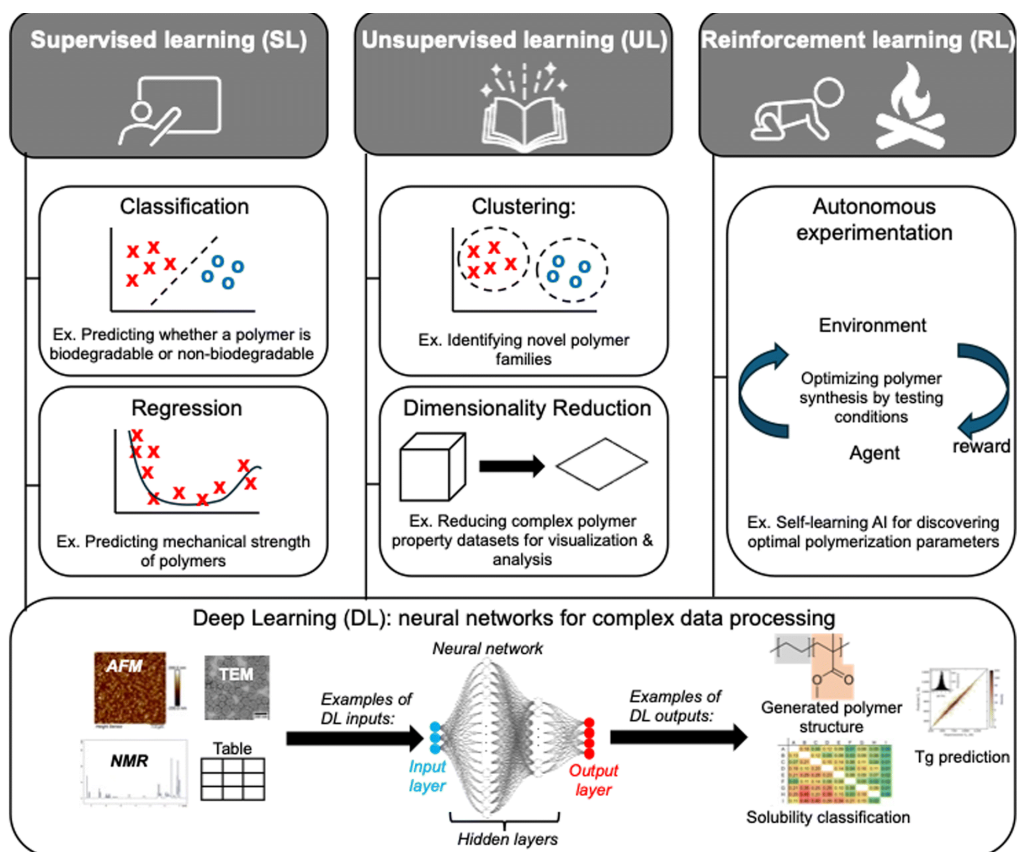 Supervised learning (SL)
Unsupervised learning (UL)
Reinforcement learning (RL)
Classification
Ex. Predicting whether a polymer is
biodegradable or non-biodegradable
Regression
Ex. Predicting mechanical strength
of polymers
Clustering:
Ex. Identifying novel polymer
families
Dimensionality Reduction
Ex. Reducing complex polymer
property datasets for visualization &
analysis
Autonomous
experimentation
Environment
Optimizing polymer
synthesis by testing
conditions
Agent
reward
Ex. Self-learning AI for discovering
optimal polymerization parameters
Deep Learning (DL): neural networks for complex data processing
AFM
TEM
NMR
Table
Examples of
DL inputs:
Neural network
Input
layer
Hidden layers
Output
layer
Examples of
DL outputs:
O
O
Generated polymer
structure
Solubility classification
Tg prediction